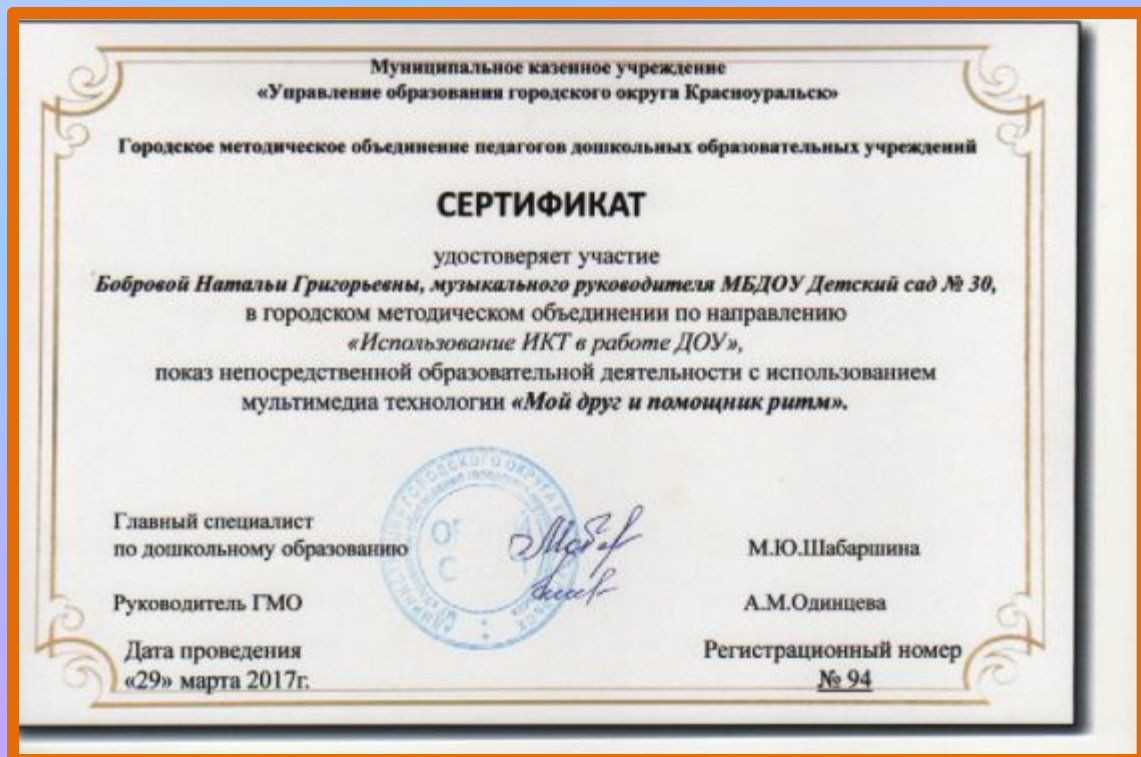 Муниципальное казенное учреждение
«Управление образования городского округа Красноуральск»
Городское методическое объединение педагогов дошкольных образовательных учреждений
СЕРТИФИКАТ
удостоверяет участие
Бобровой Натальи Григорьевны, музыкального руководителя МБДОУ Детский сад № 30,
в городском методическом объединении по направлению
«Использование ИКТ в работе ДОУ»,
показ непосредственной образовательной деятельности с использованием
мультимедиа технологии «Мой друг и помощник ритм».
Главный специалист
по дошкольному образованию
М.Ю.Шабаршина
Руководитель ГМО
А.М.Одинцева
Дата проведения
«29» марта 2017г.
Регистрационный номер
№ 94